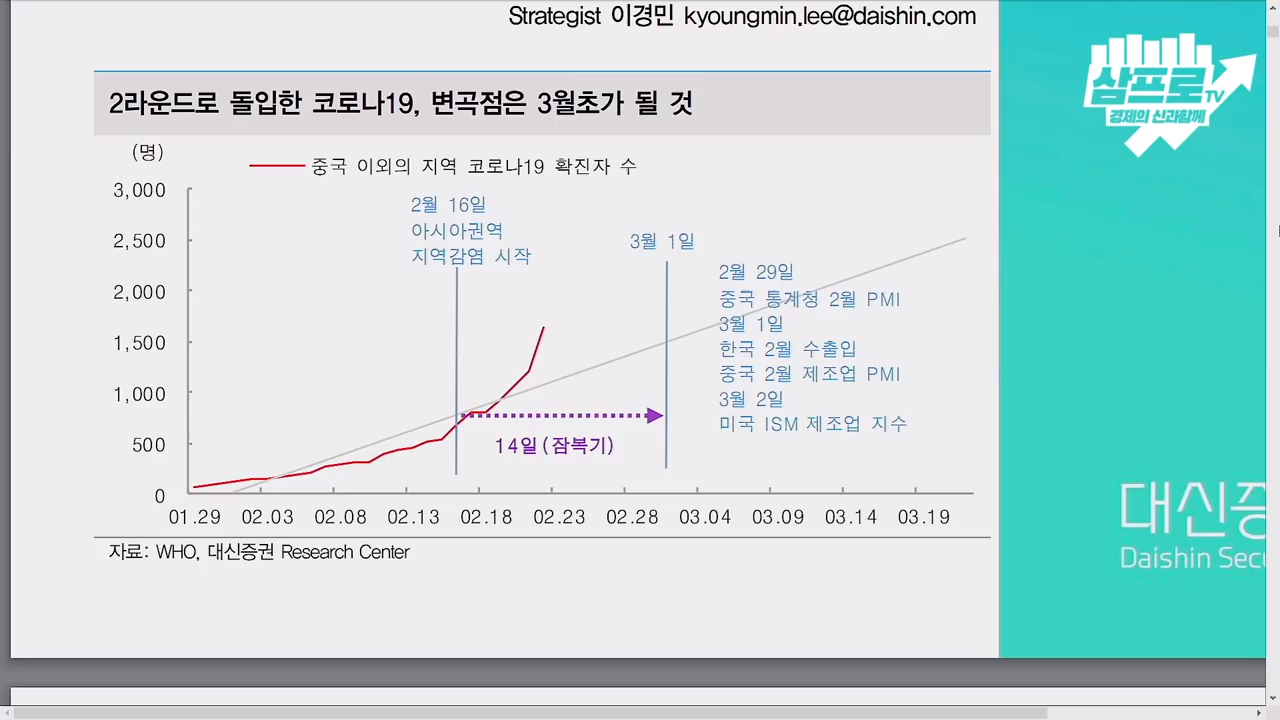 Strategist 이경민 kyoungmin.lee@daishin.com
2라운드로 돌입한 코로나19, 변곡점은 3월초가 될 것
(명)
중국 이외의 지역 코로나19 확진자 수
3,000
2,500
2,000
1,500
1,000
500
0
2월 16일
아시아권역
지역감염 시작
3월 1일
2월 29일
중국 통계청 2월 PMI
3월 1일
한국 2월 수출입
중국 2월 제조업 PMI
3월 2일
미국 ISM 제조업 지수
14일(잠복기)
01.29 02.03 02.08 02.13 02.18 02.23 02.28 03.04 03.09 03.14 03.19
자료: WHO, 대신증권 Research Center
삼프로TV
경제의 신과함께
대신증
Daishin Secu